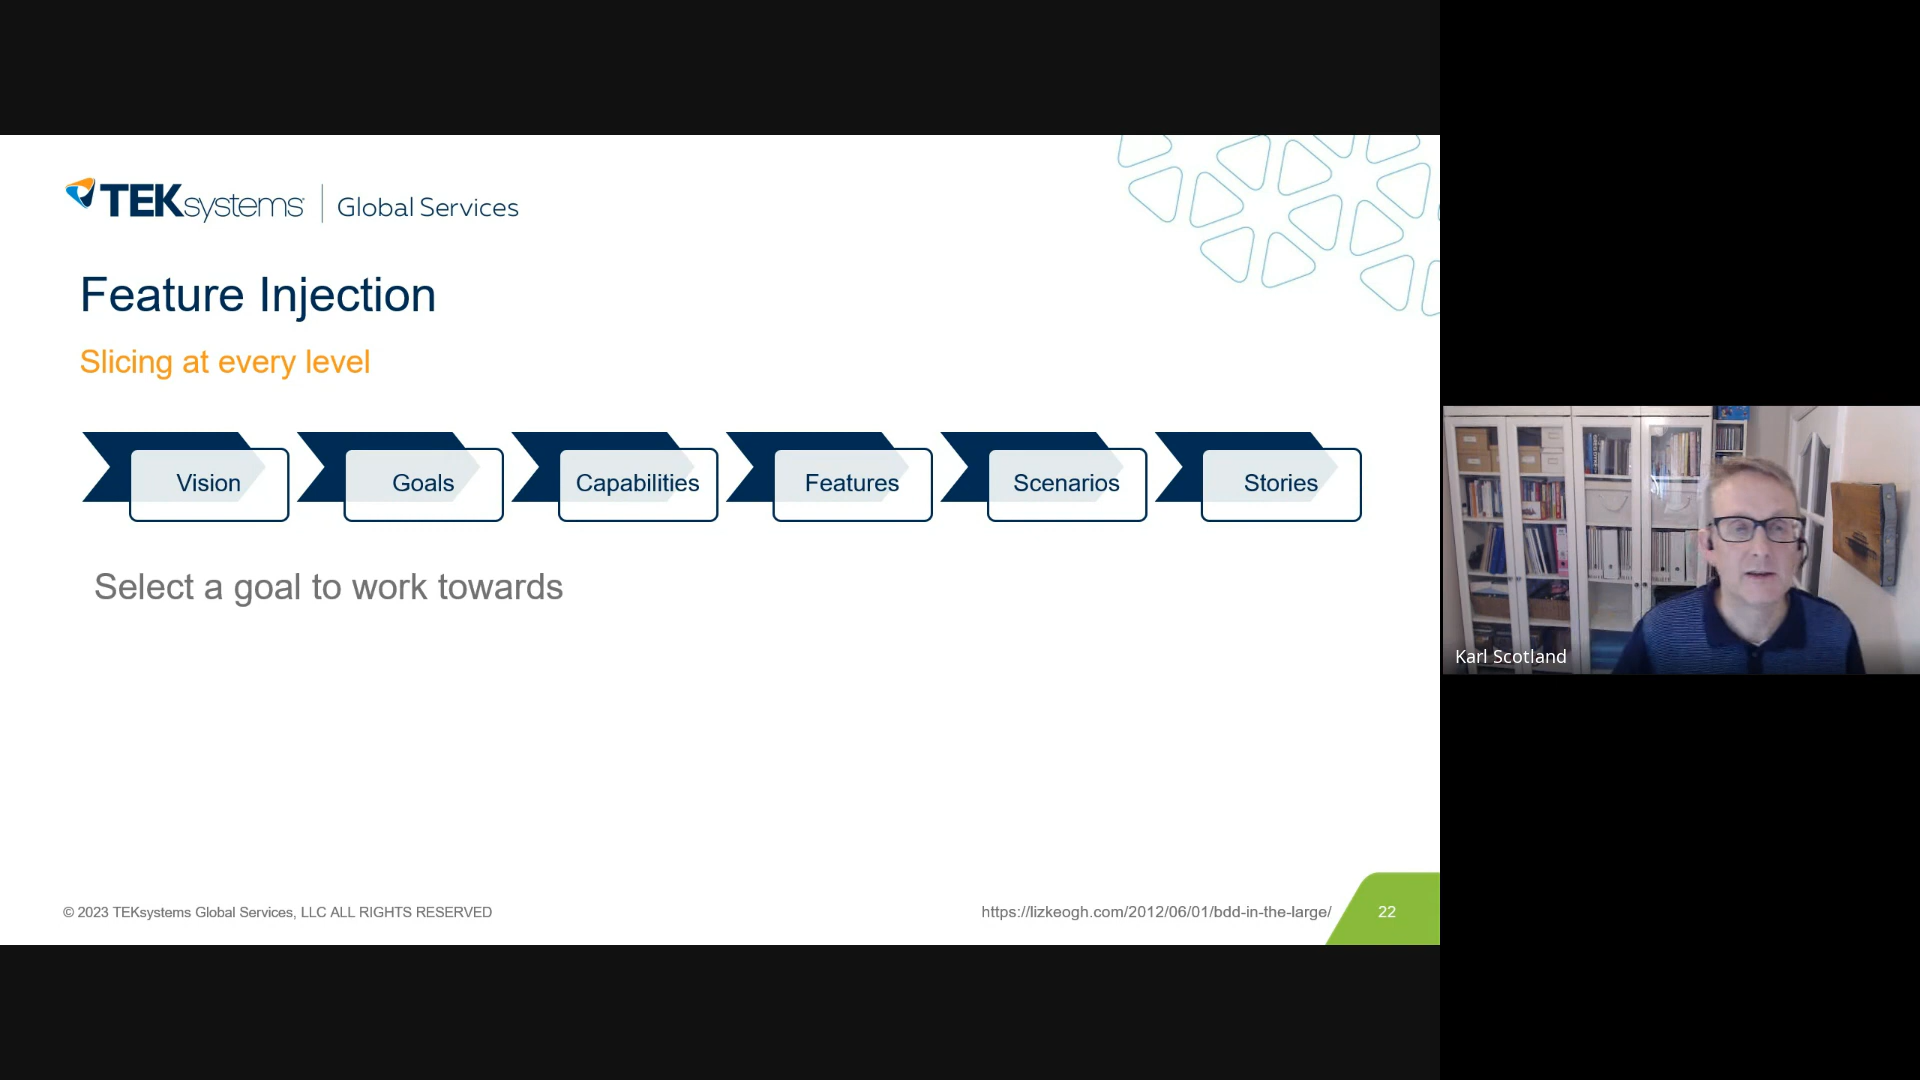 TEKsystems | Global Services
Feature Injection
Slicing at every level
Vision
Goals
Capabilities
Features
Scenarios
Stories
Select a goal to work towards
© 2023 TEKsystems Global Services, LLC ALL RIGHTS RESERVED
https://lizkeogh.com/2012/06/01/bdd-in-the-large/
22
Karl Scotland